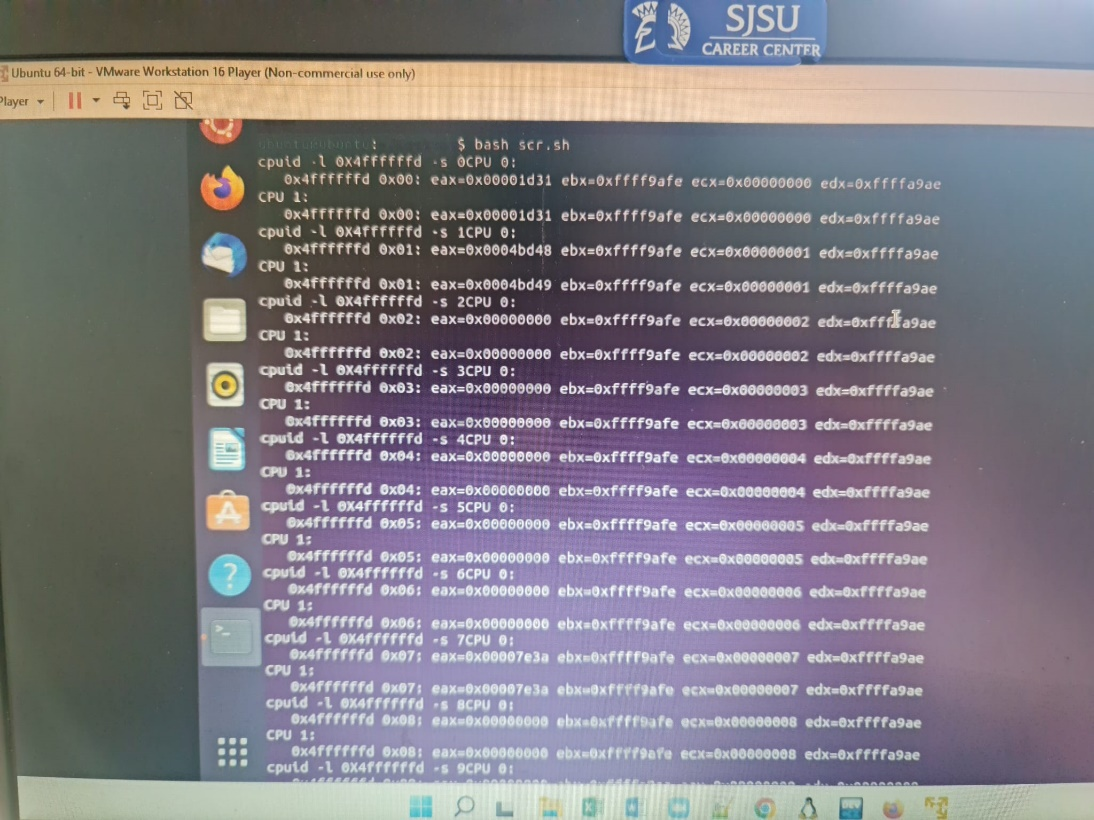 SJSU
CAREER CENTER
Ubuntu 64-bit - VMware Workstation 16 Player (Non-commercial use only)
Player
$ bash scr.sh
cpuid -l 0X4ffffffd -s 0CPU 0:
0x4ffffffd 0x00: eax=0x00001d31 ebx=0xffff9afe ecx=0x00000000 edx=0xffffa9ae
CPU 1:
0x4ffffffd 0x00: eax=0x00001d31 ebx=0xffff9afe ecx=0x00000000 edx=0xffffa9ae
cpuid -l 0X4ffffffd -s 1CPU 0:
0x4ffffffd 0x01: eax=0x0004bd48 ebx=0xffff9afe ecx=0x00000001 edx=0xffffa9ae
CPU 1:
0x4ffffffd 0x01: eax=0x0004bd49 ebx=0xffff9afe ecx=0x00000001 edx=0xffffa9ae
cpuid -l 0X4ffffffd -s 2CPU 0:
0x4ffffffd 0x02: eax=0x00000000 ebx=0xffff9afe ecx=0x00000002 edx=0xffffa9ae
CPU 1:
0x4ffffffd 0x02: eax=0x00000000 ebx=0xffff9afe ecx=0x00000002 edx=0xffffa9ae
cpuid -l 0X4ffffffd -s 3CPU 0:
0x4ffffffd 0x03: eax=0x00000000 ebx=0xffff9afe ecx=0x00000003 edx=0xffffa9ae
CPU 1:
0x4ffffffd 0x03: eax=0x00000000 ebx=0xffff9afe ecx=0x00000003 edx=0xffffa9ae
cpuid -l 0X4ffffffd -s 4CPU 0:
0x4ffffffd 0x04: eax=0x00000000 ebx=0xffff9afe ecx=0x00000004 edx=0xffffa9ae
CPU 1:
0x4ffffffd 0x04: eax=0x00000000 ebx=0xffff9afe ecx=0x00000004 edx=0xffffa9ae
cpuid -l 0X4ffffffd -s 5CPU 0:
0x4ffffffd 0x05: eax=0x00000000 ebx=0xffff9afe ecx=0x00000005 edx=0xffffa9ae
CPU 1:
0x4ffffffd 0x05: eax=0x00000000 ebx=0xffff9afe ecx=0x00000005 edx=0xffffa9ae
cpuid -l 0X4ffffffd -s 6CPU 0:
0x4ffffffd 0x06: eax=0x00000000 ebx=0xffff9afe ecx=0x00000006 edx=0xffffa9ae
CPU 1:
0x4ffffffd 0x06: eax=0x00000000 ebx=0xffff9afe ecx=0x00000006 edx=0xffffa9ae
cpuid -l 0X4ffffffd -s 7CPU 0:
0x4ffffffd 0x07: eax=0x00007e3a ebx=0xffff9afe ecx=0x00000007 edx=0xffffa9ae
CPU 1:
0x4ffffffd 0x07: eax=0x00007e3a ebx=0xffff9afe ecx=0x00000007 edx=0xffffa9ae
cpuid -l 0X4ffffffd -s 8CPU 0:
0x4ffffffd 0x08: eax=0x00000000 ebx=0xffff9afe ecx=0x00000008 edx=0xffffa9ae
CPU 1:
0x4ffffffd 0x08: eax=0x00000000 ebx=0xffff9afe ecx=0x00000008 edx=0xffffa9ae
cpuid -l 0X4ffffffd -s 9CPU 0: